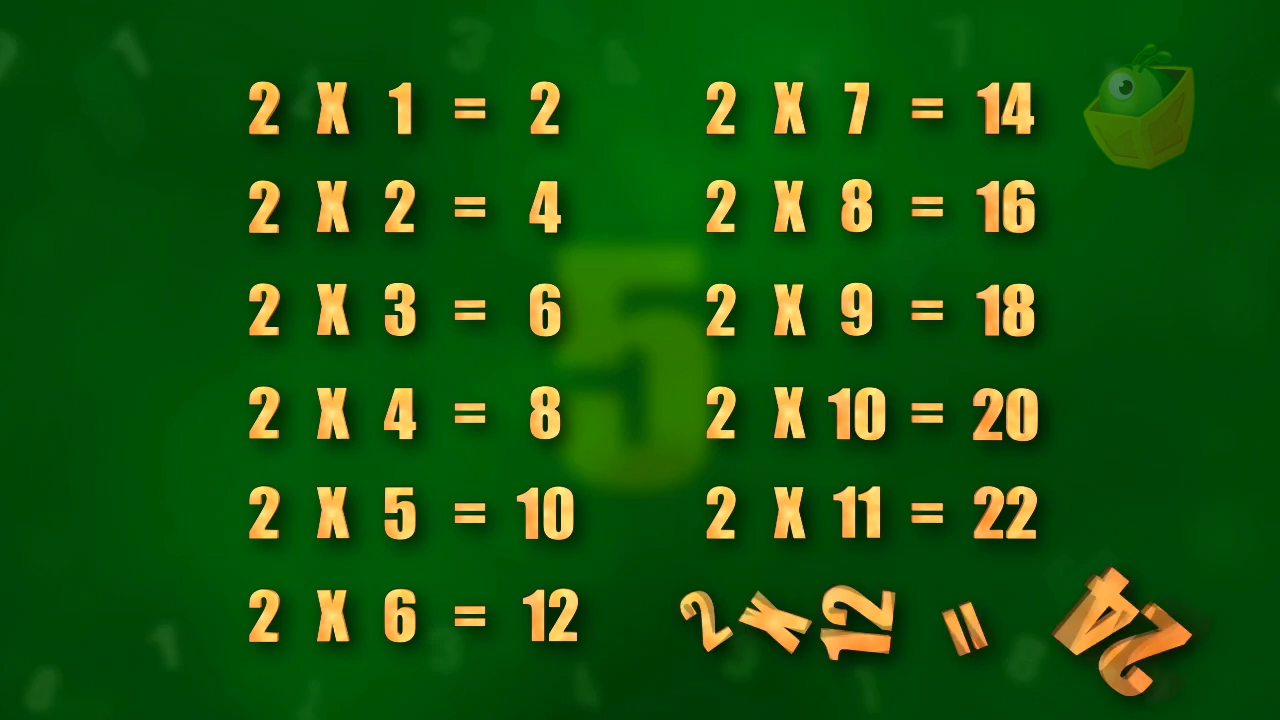 2 X 1 = 2
2 X 2 = 4
2 X 3 = 6
2 X 4 = 8
2 X 5 = 10
2 X 6 = 12
2 X 7 = 14
2 X 8 = 16
2 X 9 = 18
2 X 10 = 20
2 X 11 = 22
2 X 12 = 24
5